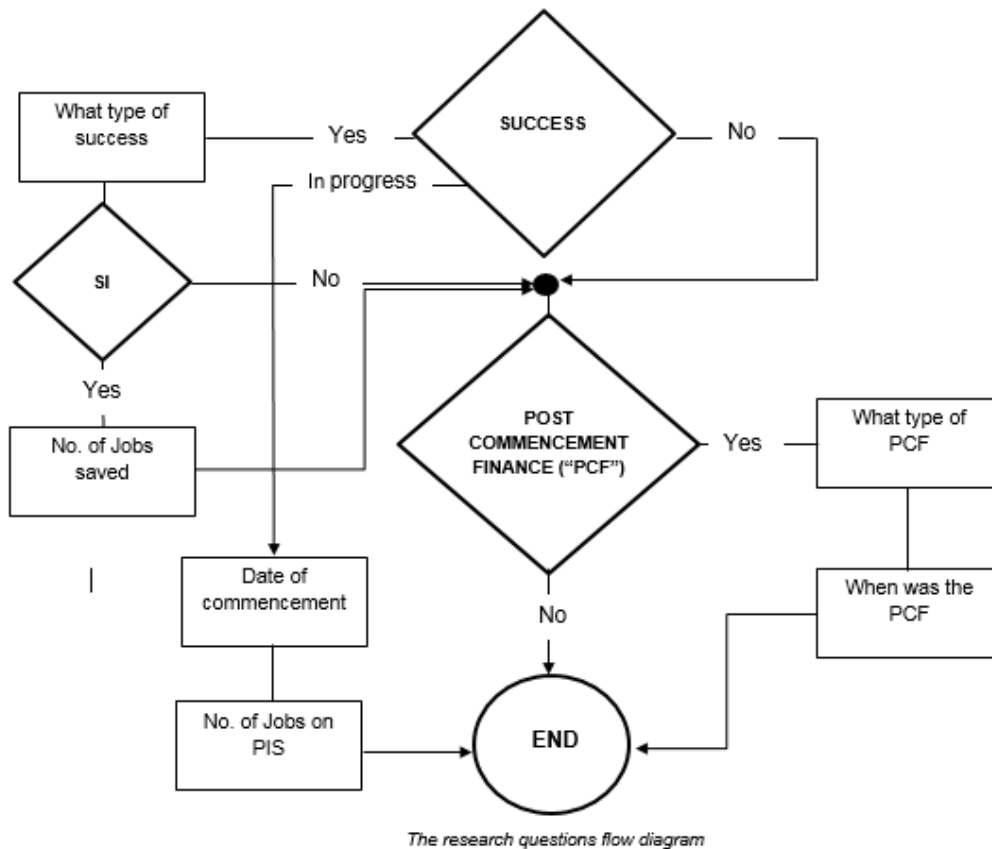 What type of
success
Yes
SUCCESS
No
In progress
SI
No
Yes
No. of Jobs
saved
POST
COMMENCEMENT
FINANCE (“PCF”)
Yes
What type of
PCF
Date of
commencement
No
When was the
PCF
No. of Jobs on
PIS
END
The research questions flow diagram